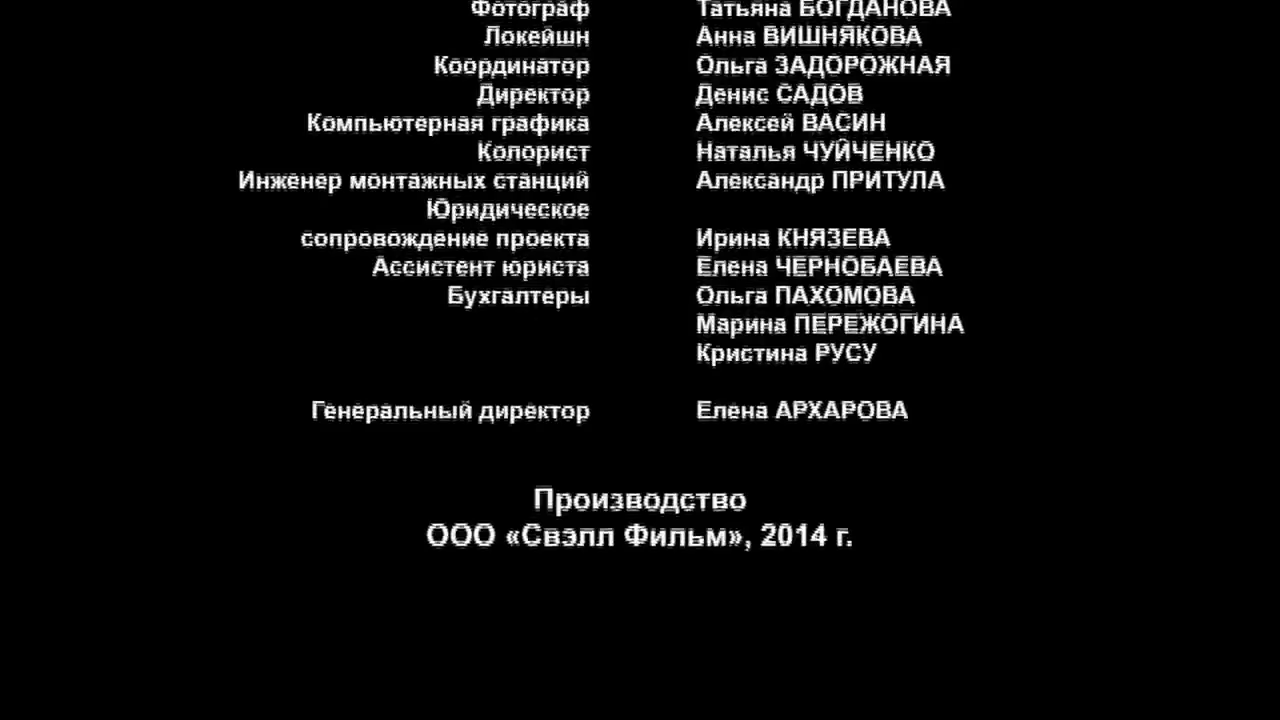 Фотограф Татьяна БОГДАНОВА
Локейшн Анна ВИШНЯКОВА
Координатор Ольга ЗАДОРОЖНАЯ
Директор Денис САДОВ
Компьютерная графика Алексей ВАСИН
Колорист Наталья ЧУЙЧЕНКО
Инженер монтажных станций Александр ПРИТУЛА
Юридическое
сопровождение проекта Ирина КНЯЗЕВА
Ассистент юриста Елена ЧЕРНОБАЕВА
Бухгалтеры Ольга ПАХОМОВА
Марина ПЕРЕЖОГИНА
Кристина РУСУ
Генеральный директор Елена АРХАРОВА
Производство
ООО «Свэлл Фильм», 2014 г.